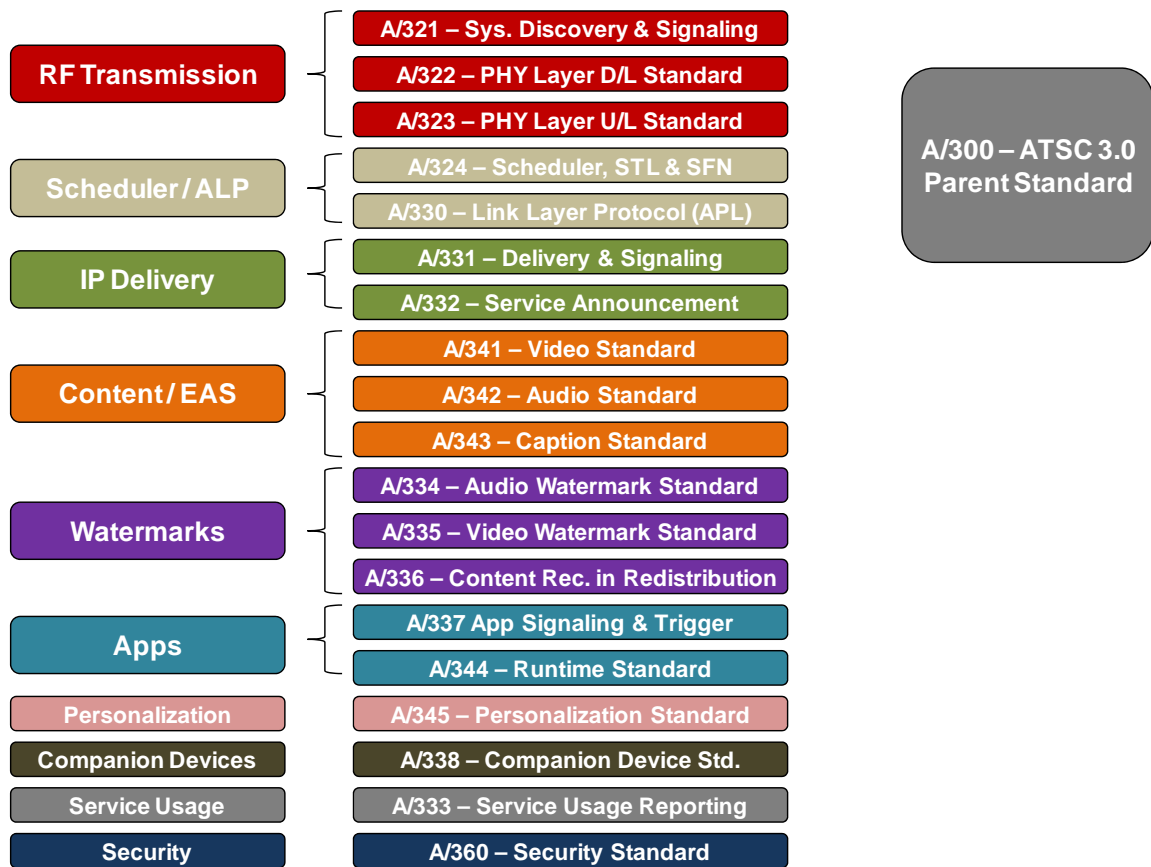 RF Transmission
A/321 – Sys. Discovery & Signaling
A/322 – PHY Layer D/L Standard
A/323 – PHY Layer U/L Standard
Scheduler / ALP
A/324 – Scheduler, STL & SFN
A/330 – Link Layer Protocol (APL)
IP Delivery
A/331 – Delivery & Signaling
A/332 – Service Announcement
Content / EAS
A/341 – Video Standard
A/342 – Audio Standard
A/343 – Caption Standard
Watermarks
A/334 – Audio Watermark Standard
A/335 – Video Watermark Standard
A/336 – Content Rec. in Redistribution
Apps
A/337 App Signaling & Trigger
A/344 – Runtime Standard
Personalization
A/345 – Personalization Standard
Companion Devices
A/338 – Companion Device Std.
Service Usage
A/333 – Service Usage Reporting
Security
A/360 – Security Standard
A/300 – ATSC 3.0
Parent Standard